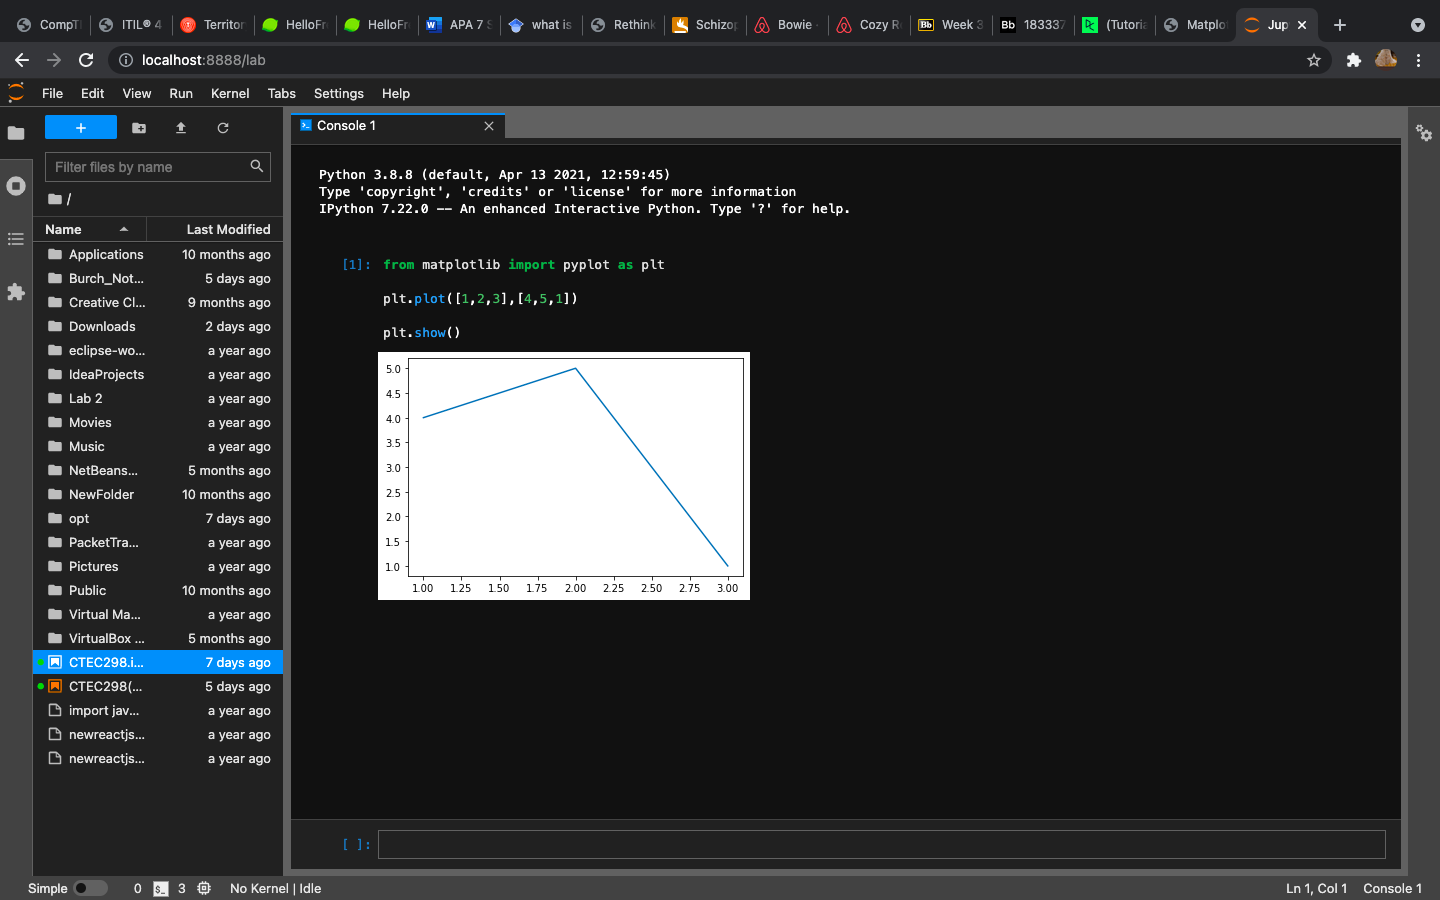 CompTI
ITIL® 4
Territor
HelloFr
HelloFr
APA 7 S
what is
Rethink
Schizop
Bowie -
Cozy R
Bb
Week 3
Bb
183337
(Tutoria
Matplot
Jup
localhost:8888/lab
File Edit View Run Kernel Tabs Settings Help
+
Console 1
Filter files by name
/
Name Last Modified
Applications 10 months ago
Burch_Not... 5 days ago
Creative Cl... 9 months ago
Downloads 2 days ago
eclipse-wo... a year ago
IdeaProjects a year ago
Lab 2 a year ago
Movies a year ago
Music a year ago
NetBeans... 5 months ago
NewFolder 10 months ago
opt 7 days ago
PacketTra... a year ago
Pictures a year ago
Public 10 months ago
Virtual Ma... a year ago
VirtualBox ... 5 months ago
CTEC298.i... 7 days ago
CTEC298(... 5 days ago
import jav... a year ago
newreactjs... a year ago
newreactjs... a year ago
Python 3.8.8 (default, Apr 13 2021, 12:59:45)
Type 'copyright', 'credits' or 'license' for more information
IPython 7.22.0 -- An enhanced Interactive Python. Type '?' for help.
[1]: from matplotlib import pyplot as plt
plt.plot([1,2,3],[4,5,1])
plt.show()
5.0
4.5
4.0
3.5
3.0
2.5
2.0
1.5
1.0
1.00 1.25 1.50 1.75 2.00 2.25 2.50 2.75 3.00
[ ]:
Simple 0 $_ 3 No Kernel | Idle Ln 1, Col 1 Console 1